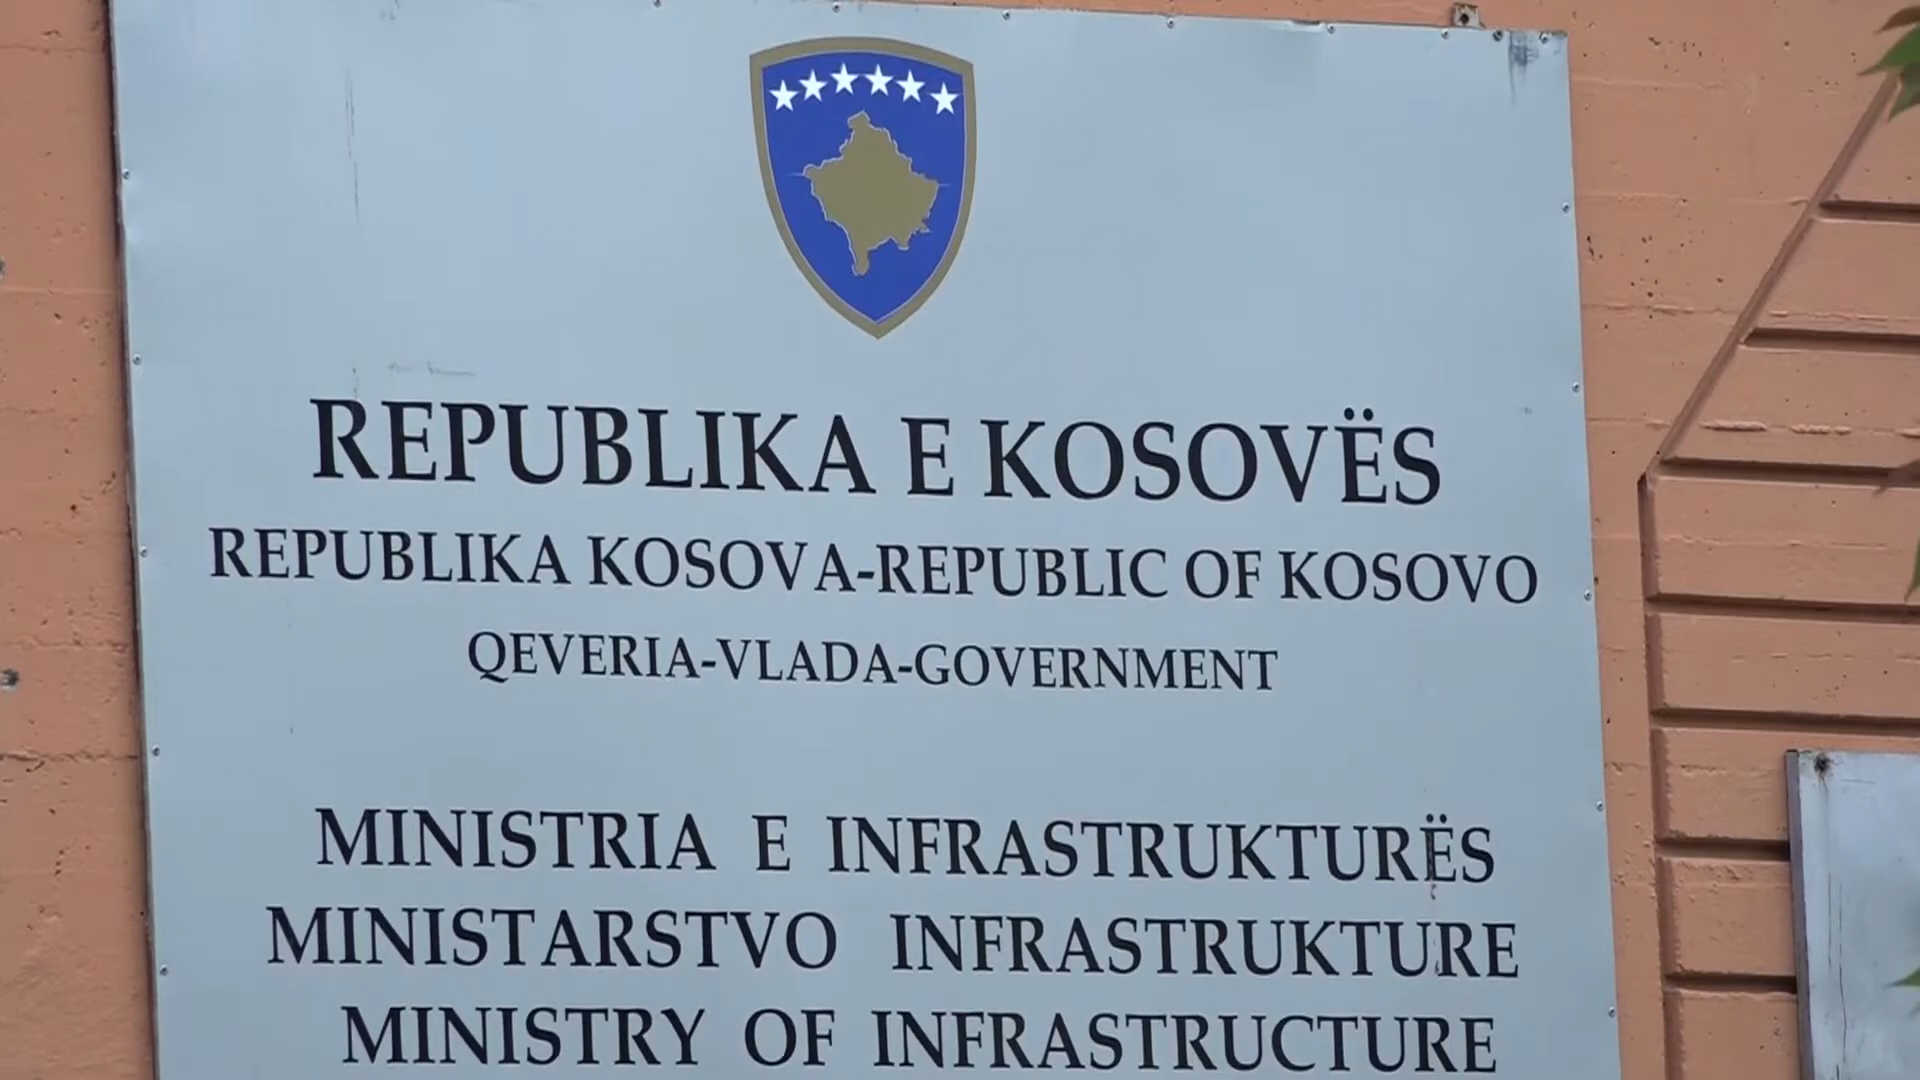 REPUBLIKA E KOSOVËS
REPUBLIKA KOSOVA-REPUBLIC OF KOSOVO
QEVERIA-VLADA-GOVERNMENT
MINISTRIA E INFRASTRUKTURËS
MINISTARSTVO INFRASTRUKTURE
MINISTRY OF INFRASTRUCTURE